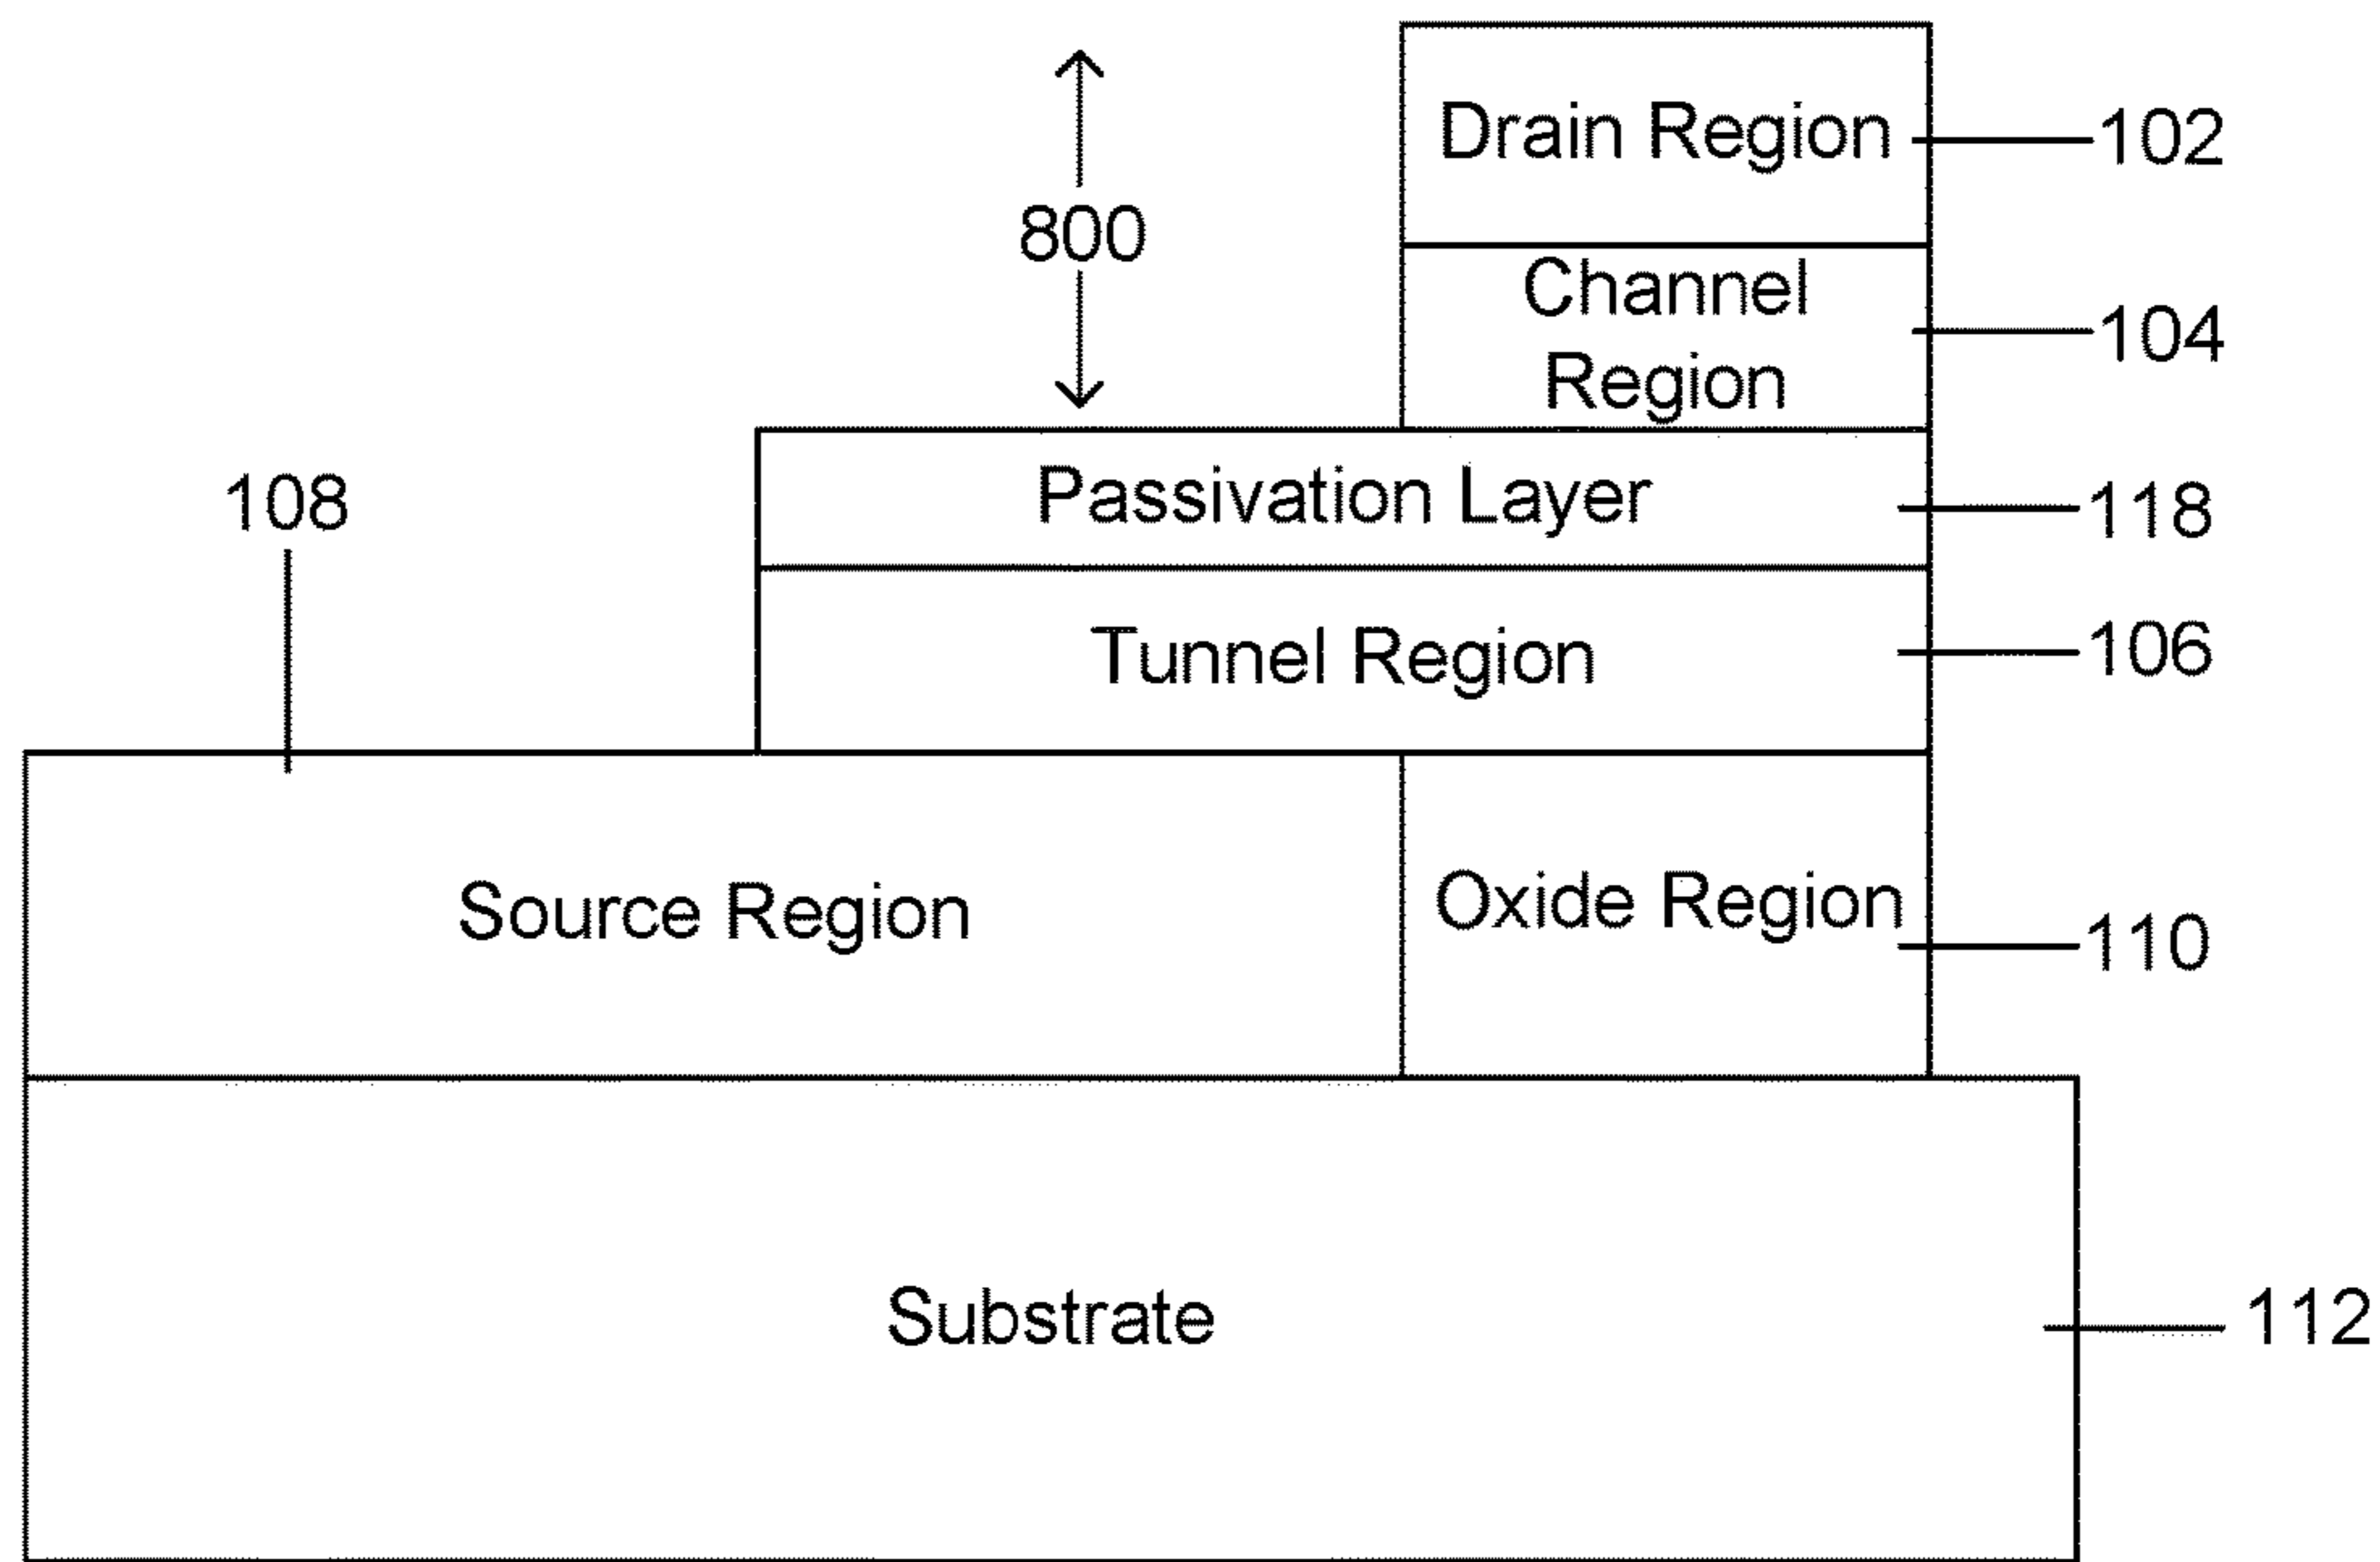 Drain Region
102
800
Channel
Region
104
108
Passivation Layer
118
Tunnel Region
106
Source Region
Oxide Region
110
Substrate
112